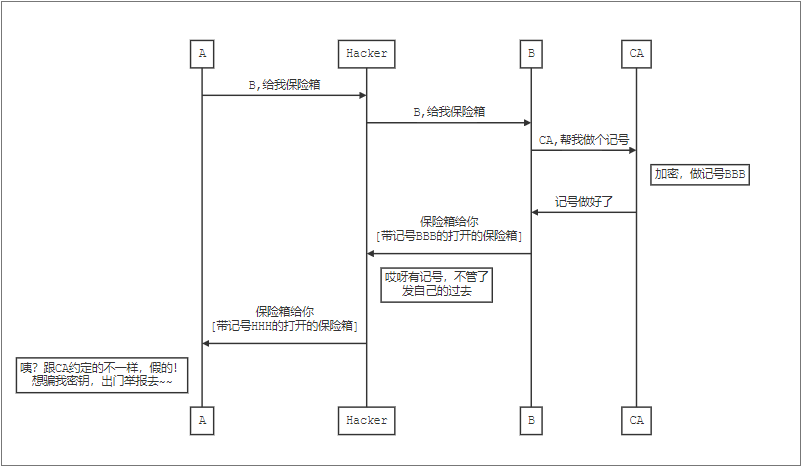 A
Hacker
B
CA
B,给我保险箱
B,给我保险箱
CA,帮我做个记号
加密，做记号BBB
记号做好了
保险箱给你
[带记号BBB的打开的保险箱]
哎呀有记号，不管了
发自己的过去
保险箱给你
[带记号HHH的打开的保险箱]
咦？跟CA约定的不一样，假的！
想骗我密钥，出门举报去~~
A
Hacker
B
CA